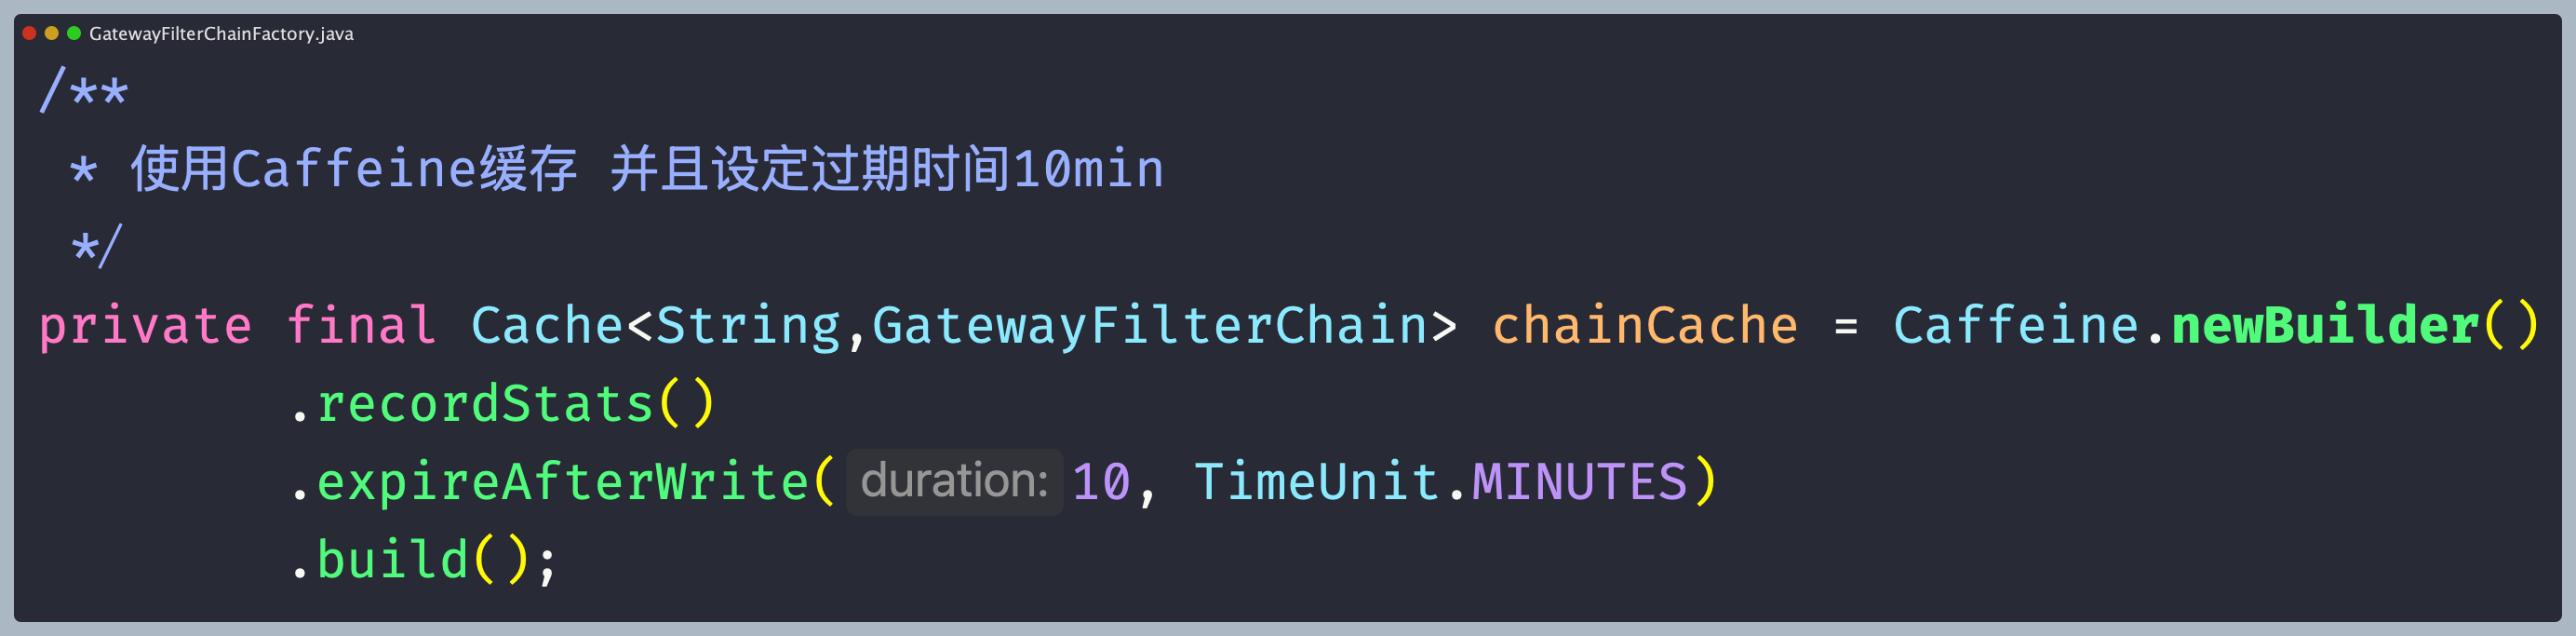 GatewayFilterChainFactory.java
/**
 * 使用Caffeine缓存 并且设定过期时间10min
 */
private final Cache<String,GatewayFilterChain> chainCache = Caffeine.newBuilder()
        .recordStats()
        .expireAfterWrite( duration: 10, TimeUnit.MINUTES)
        .build();